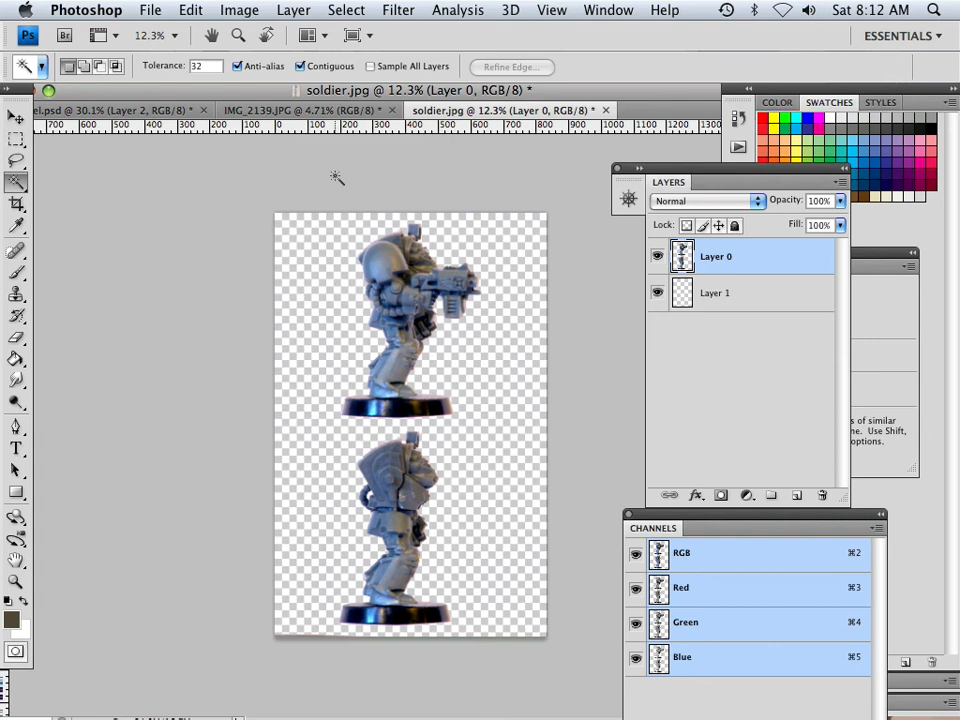 Photoshop File Edit Image Layer Select Filter Analysis 3D View Window Help Sat 8:12 AM
Ps Br 12.3% ESSENTIALS
Tolerance: 32 Anti-alias Contiguous Sample All Layers Refine Edge...
soldier.jpg @ 12.3% (Layer 0, RGB/8) *
el.psd @ 30.1% (Layer 2, RGB/8) * IMG_2139.JPG @ 4.71% (RGB/8) * soldier.jpg @ 12.3% (Layer 0, RGB/8) *
700 600 500 400 300 200 100 0 100 200 300 400 500 600 700 800 900 1000 1100 1200 1300
COLOR SWATCHES STYLES
LAYERS
Normal Opacity: 100%
Lock: Fill: 100%
Layer 0
Layer 1
fx
of similar
ne. Use Shift,
options.
CHANNELS
RGB ⌘2
Red ⌘3
Green ⌘4
Blue ⌘5
T